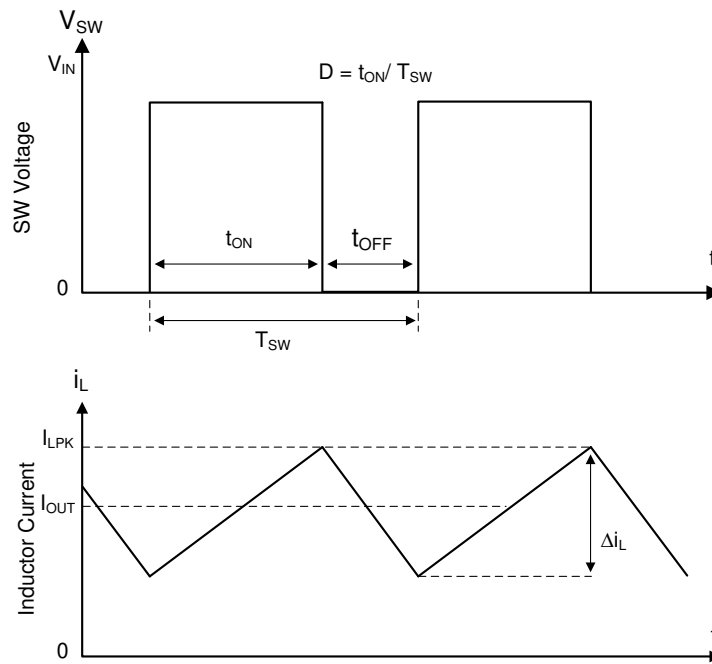 V_SW
V_IN
D = t_ON/ T_SW
SW Voltage
t_ON
t_OFF
t
0
T_SW
i_L
I_LPK
I_OUT
Inductor Current
Δi_L
0